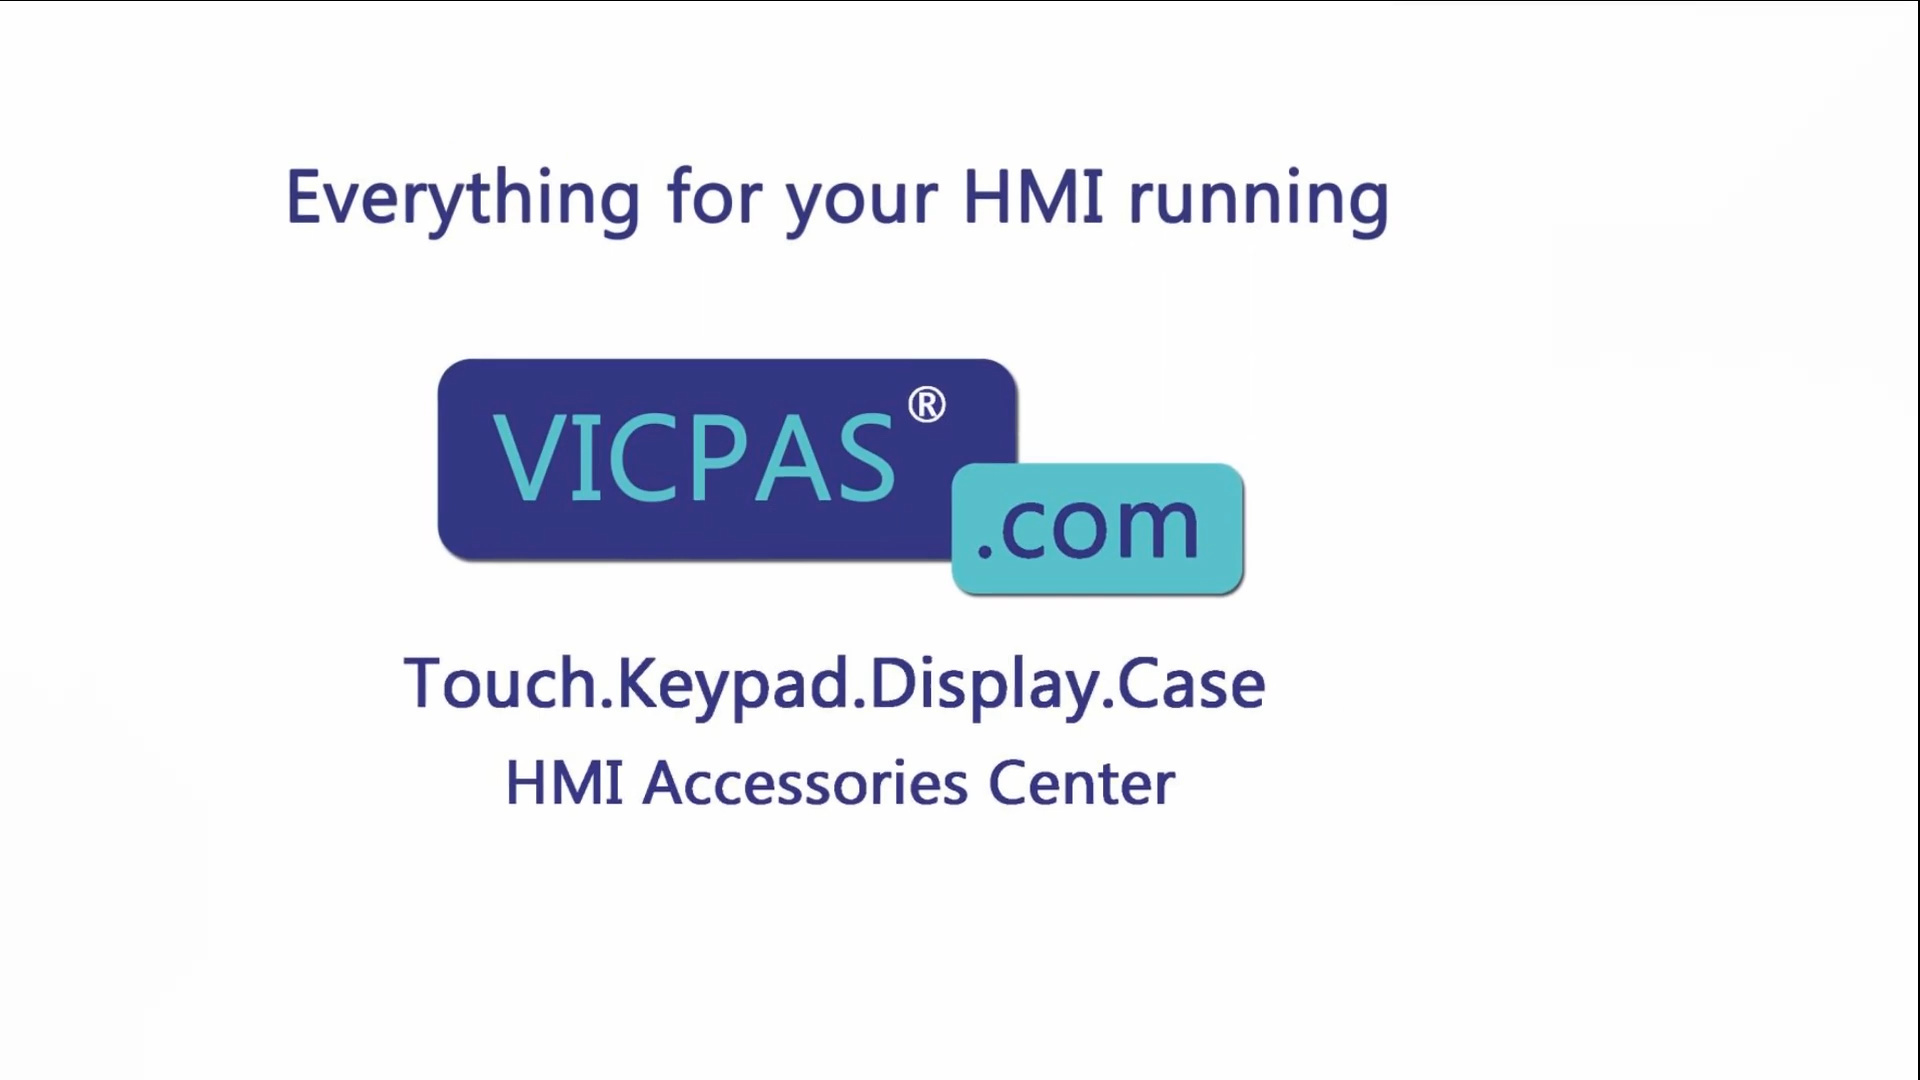 Everything for your HMI running
VICPAS®
.com
Touch.Keypad.Display.Case
HMI Accessories Center